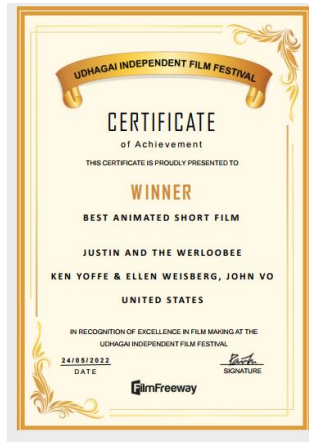 UDHAGAI INDEPENDENT FILM FESTIVAL
CERTIFICATE
of Achievement
THIS CERTIFICATE IS PROUDLY PRESENTED TO
WINNER
BEST ANIMATED SHORT FILM
JUSTIN AND THE WERLOOBEE
KEN YOFFE & ELLEN WEISBERG, JOHN VO
UNITED STATES
IN RECOGNITION OF EXCELLENCE IN FILM MAKING AT THE
UDHAGAI INDEPENDENT FILM FESTIVAL
24/05/2022
DATE
SIGNATURE
FilmFreeway